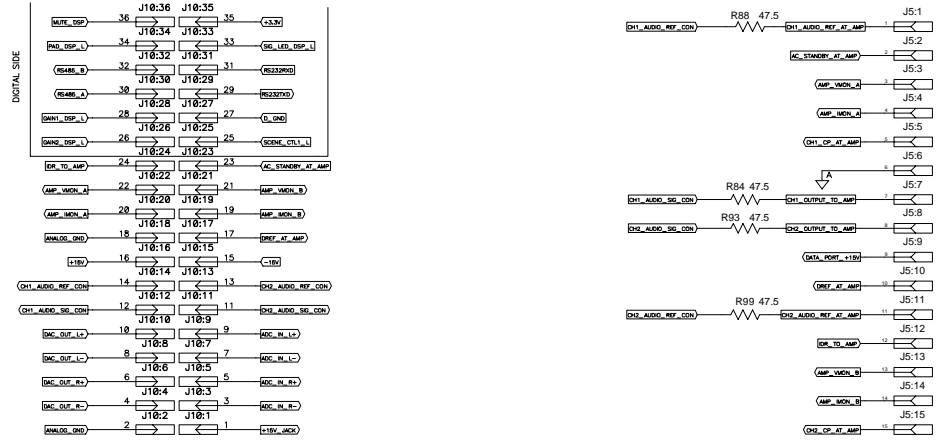 DIGITAL SIDE
J10:36 J10:35
MUTE_DSP 36 35 +3.3V
J10:34 J10:33
PAD_DSP_L 34 33 SIG_LED_DSP_L
J10:32 J10:31
RS485_B 32 31 RS232RXD
J10:30 J10:29
RS485_A 30 29 RS232TXD
J10:28 J10:27
GAIN1_DSP_L 28 27 D_GND
J10:26 J10:25
GAIN2_DSP_L 26 25 SCENE_CTL1_L
J10:24 J10:23
IDR_TO_AMP 24 23 AC_STANDBY_AT_AMP
J10:22 J10:21
AMP_VMON_A 22 21 AMP_VMON_B
J10:20 J10:19
AMP_IMON_A 20 19 AMP_IMON_B
J10:18 J10:17
ANALOG_GND 18 17 DREF_AT_AMP
J10:16 J10:15
+15V 16 15 -15V
J10:14 J10:13
CH1_AUDIO_REF_CON 14 13 CH2_AUDIO_REF_CON
J10:12 J10:11
CH1_AUDIO_SIG_CON 12 11 CH2_AUDIO_SIG_CON
J10:10 J10:9
DAC_OUT_L+ 10 9 ADC_IN_L+
J10:8 J10:7
DAC_OUT_L- 8 7 ADC_IN_L-
J10:6 J10:5
DAC_OUT_R+ 6 5 ADC_IN_R+
J10:4 J10:3
DAC_OUT_R- 4 3 ADC_IN_R-
J10:2 J10:1
ANALOG_GND 2 1 +15V_JACK
R88 47.5 J5:1
CH1_AUDIO_REF_CON CH1_AUDIO_REF_AT_AMP 1
J5:2
AC_STANDBY_AT_AMP 2
J5:3
AMP_VMON_A 3
J5:4
AMP_IMON_A 4
J5:5
CH1_CP_AT_AMP 5
J5:6
A 6
R84 47.5 J5:7
CH1_AUDIO_SIG_CON CH1_OUTPUT_TO_AMP 7
R93 47.5 J5:8
CH2_AUDIO_SIG_CON CH2_OUTPUT_TO_AMP 8
J5:9
DATA_PORT_+15V 9
J5:10
DREF_AT_AMP 10
R99 47.5 J5:11
CH2_AUDIO_REF_CON CH2_AUDIO_REF_AT_AMP 11
J5:12
IDR_TO_AMP 12
J5:13
AMP_VMON_B 13
J5:14
AMP_IMON_B 14
J5:15
CH2_CP_AT_AMP 15